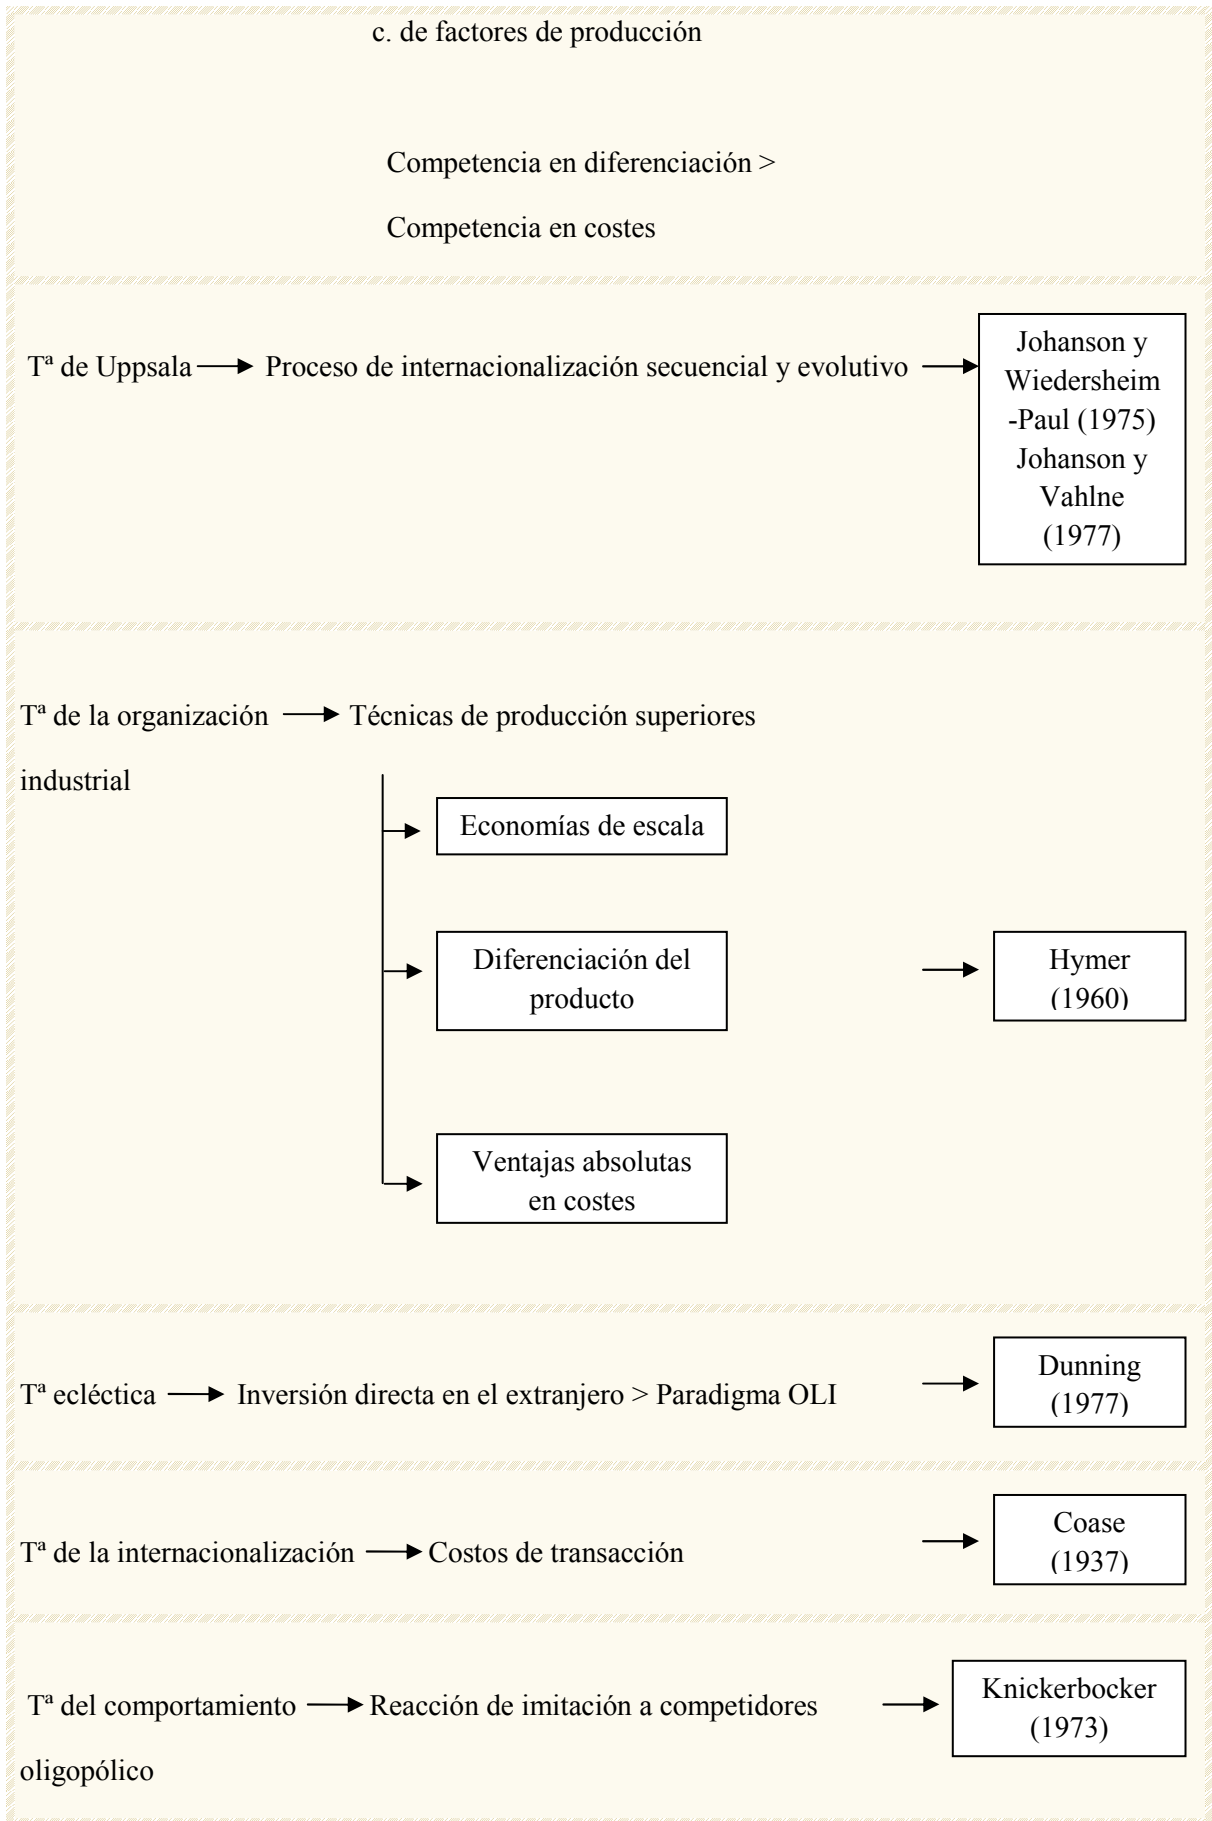 c. de factores de producción
Competencia en diferenciación >
Competencia en costes
Tª de Uppsala
Proceso de internacionalización secuencial y evolutivo
Johanson y
Wiedersheim
-Paul (1975)
Johanson y
Vahlne
(1977)
Tª de la organización
industrial
Técnicas de producción superiores
Economías de escala
Diferenciación del
producto
Hymer
(1960)
Ventajas absolutas
en costes
Tª ecléctica
Inversión directa en el extranjero > Paradigma OLI
Dunning
(1977)
Tª de la internacionalización
Costos de transacción
Coase
(1937)
Tª del comportamiento
oligopólico
Reacción de imitación a competidores
Knickerbocker
(1973)